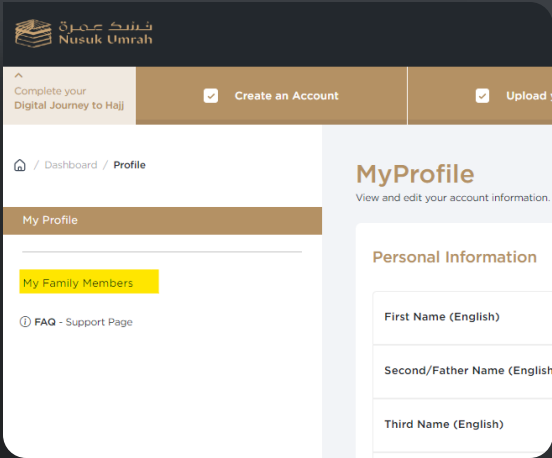 نسك عمرة
Nusuk Umrah
Complete your
Digital Journey to Hajj
Create an Account
Upload
/ Dashboard / Profile
My Profile
My Family Members
FAQ - Support Page
MyProfile
View and edit your account information.
Personal Information
First Name (English)
Second/Father Name (English
Third Name (English)